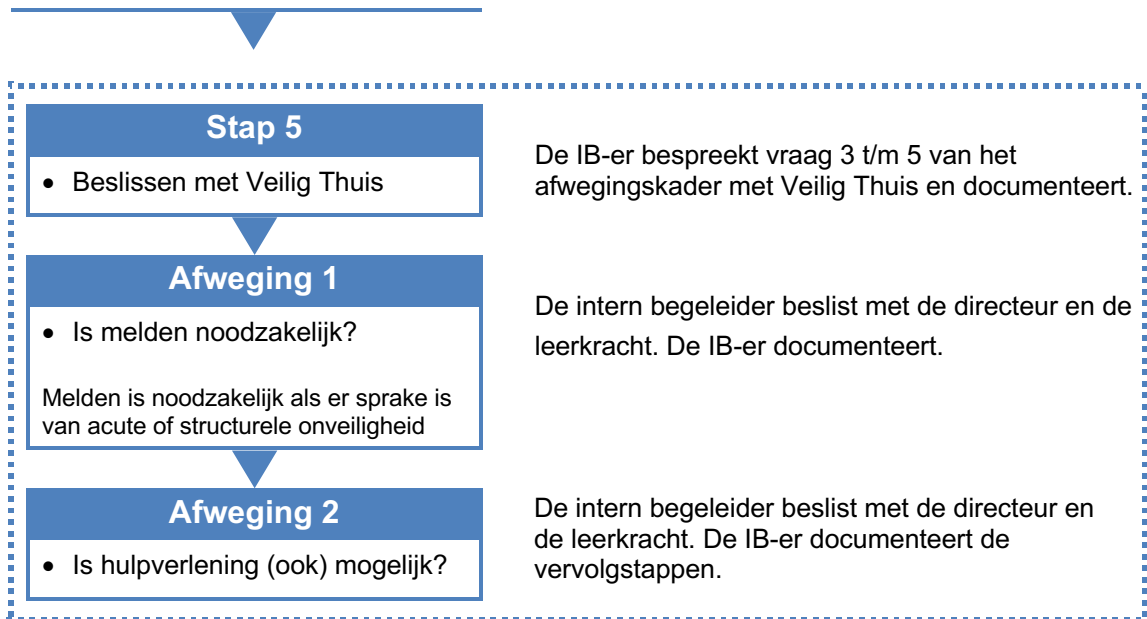 Stap 5
• Beslissen met Veilig Thuis
De IB-er bespreekt vraag 3 t/m 5 van het
afwegingskader met Veilig Thuis en documenteert.
Afweging 1
• Is melden noodzakelijk?
Melden is noodzakelijk als er sprake is
van acute of structurele onveiligheid
De intern begeleider beslist met de directeur en de
leerkracht. De IB-er documenteert.
Afweging 2
• Is hulpverlening (ook) mogelijk?
De intern begeleider beslist met de directeur en
de leerkracht. De IB-er documenteert de
vervolgstappen.